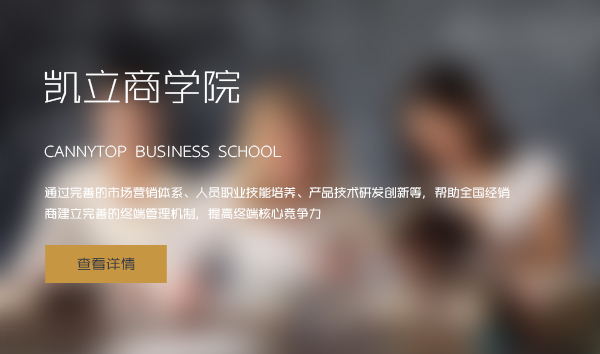 凯立商学院
CANNYTOP BUSINESS SCHOOL
通过完善的市场营销体系、人员职业技能培养、产品技术研发创新等，帮助全国经销
商建立完善的终端管理机制，提高终端核心竞争力
查看详情